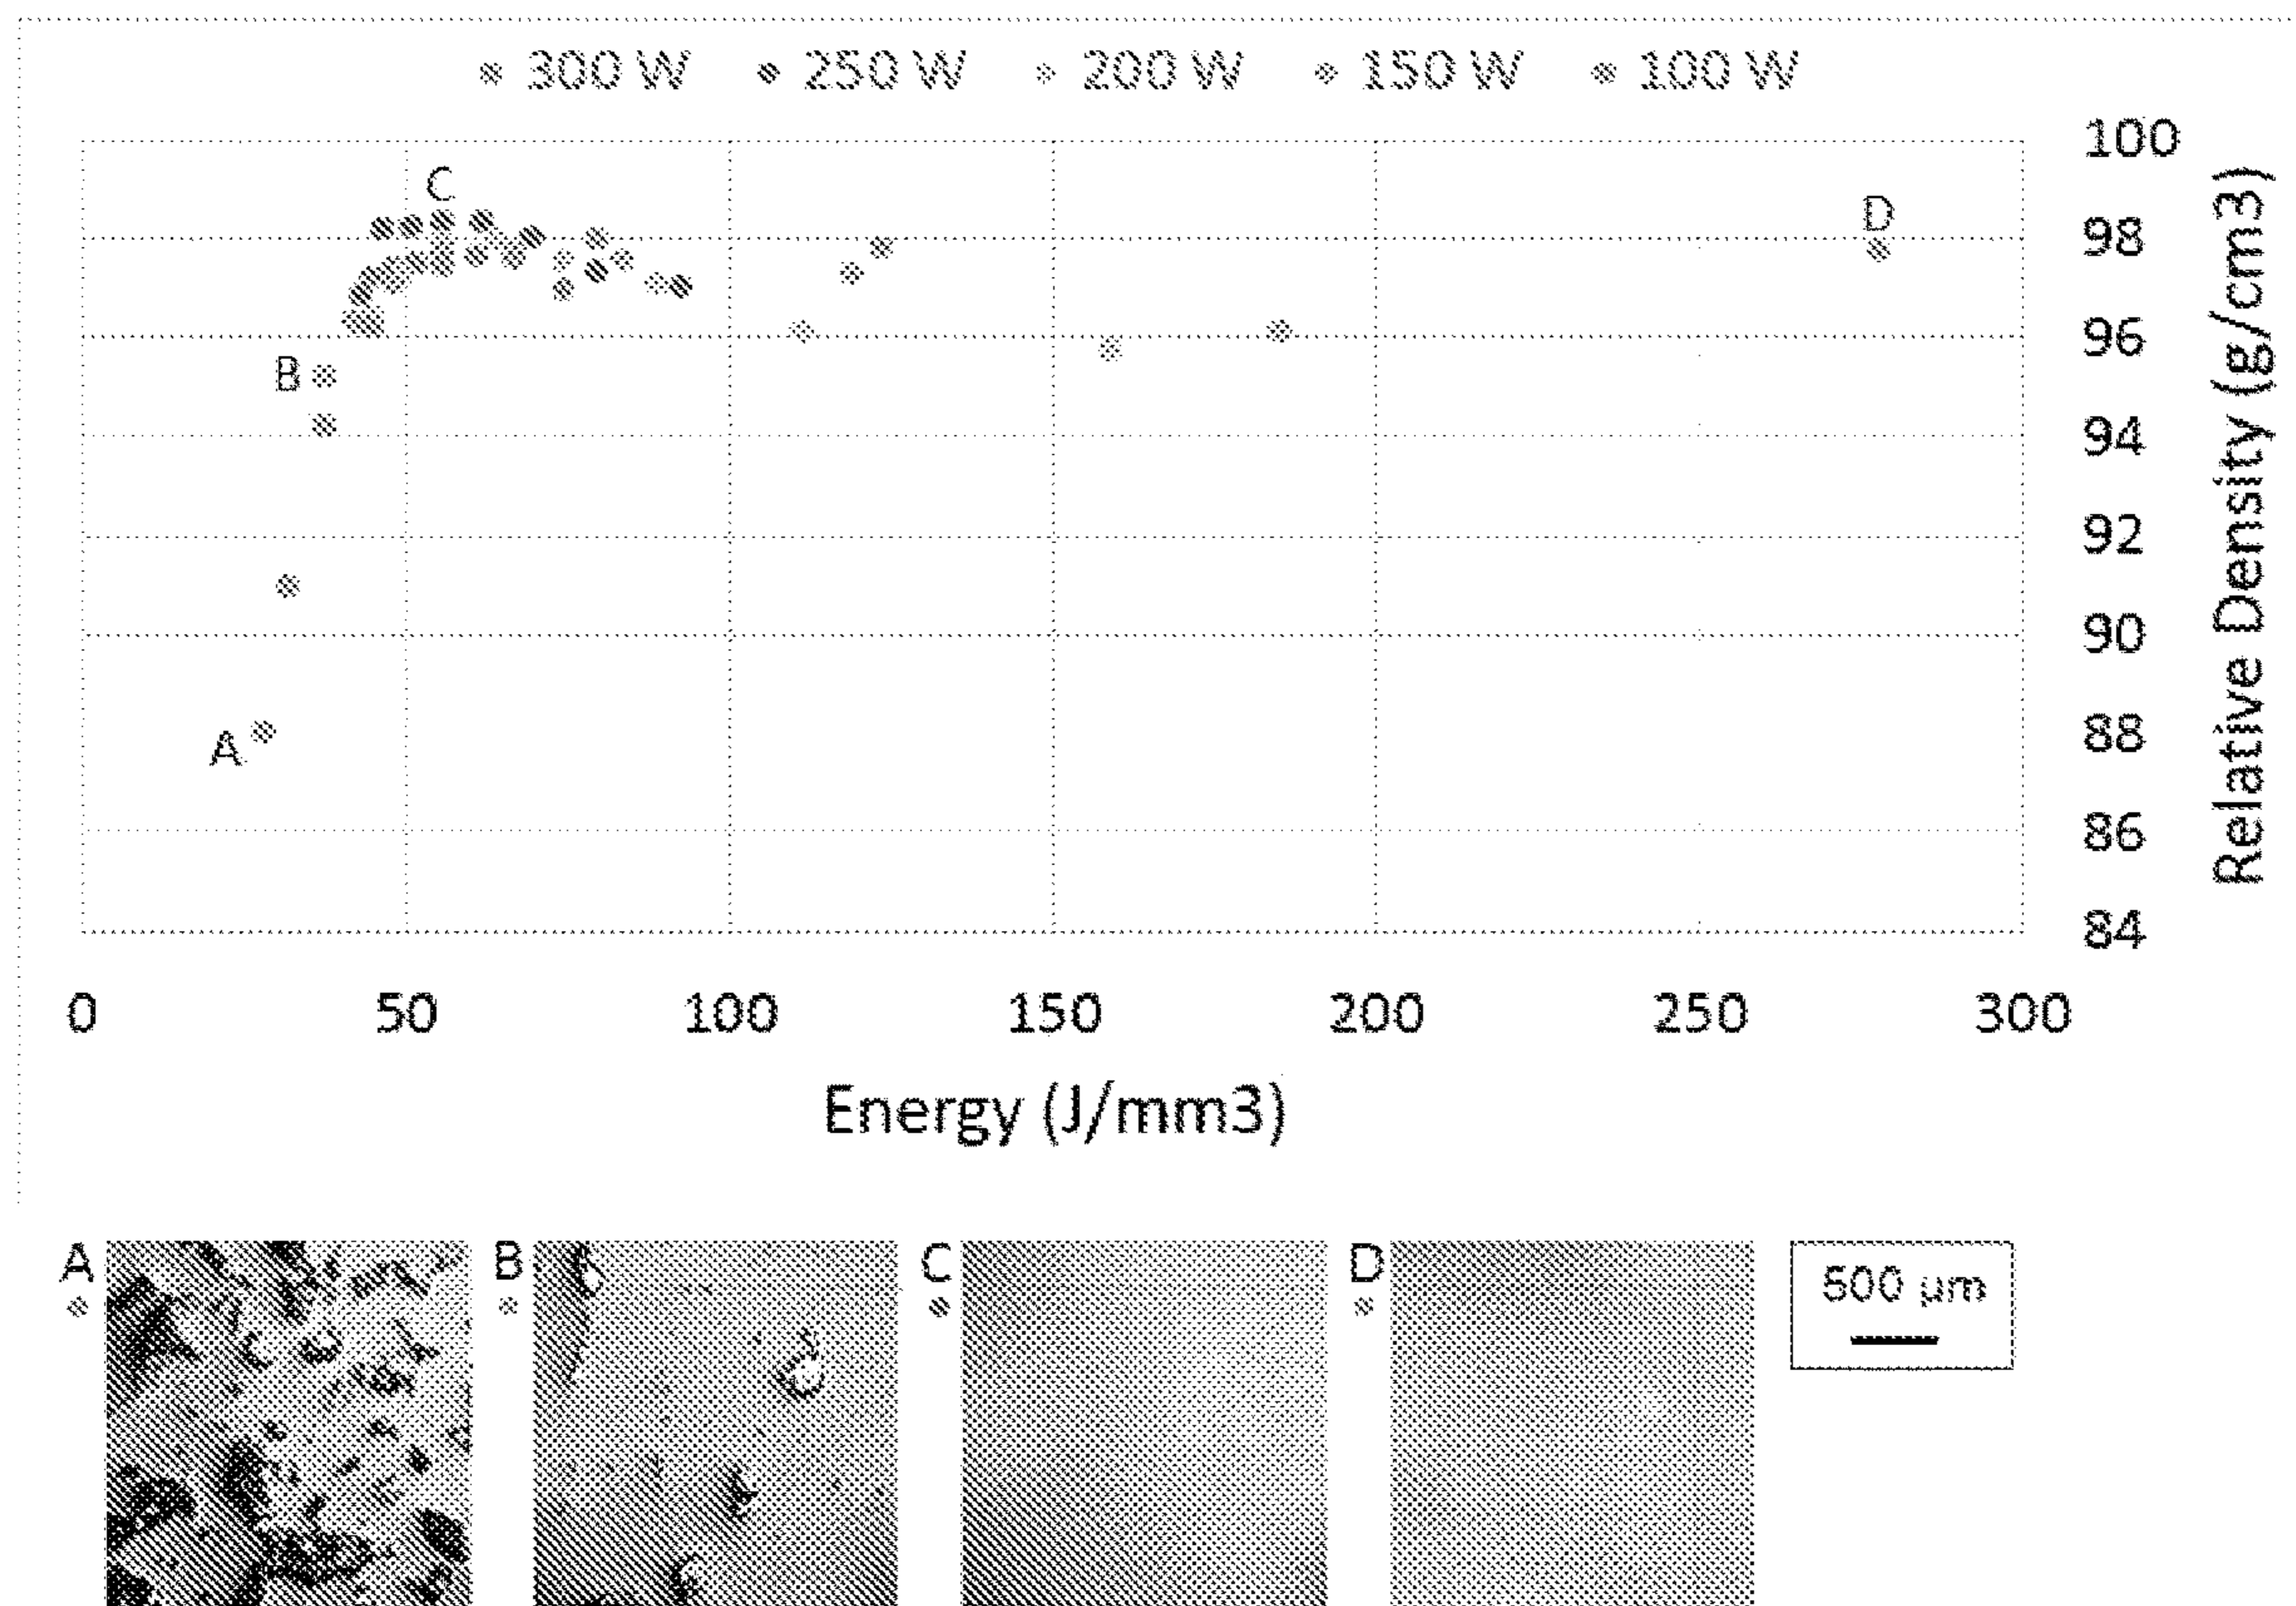 300 W 250 W 200 W 150 W 100 W
100
C
D
98
96
B
94
92
90
A
88
86
84
Relative Density (g/cm3)
0 50 100 150 200 250 300
Energy (J/mm3)
A B C D
500 µm